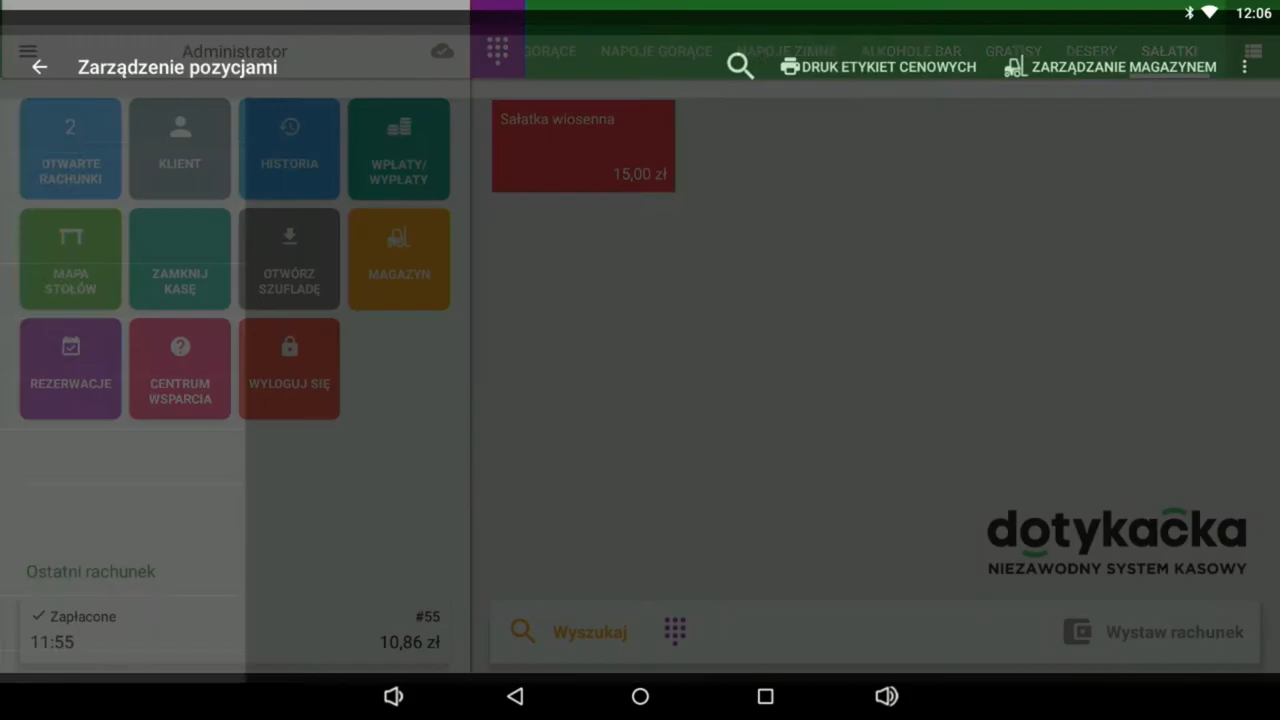 12:06
Administrator
Zarządzenie pozycjami
GORĄCE
NAPOJE GORĄCE
NAPOJE ZIMNE
ALKOHOLE BAR
GRATISY
DESERY
SAŁATKI
DRUK ETYKIET CENOWYCH
ZARZĄDZANIE MAGAZYNEM
2
OTWARTE
RACHUNKI
KLIENT
HISTORIA
WPŁATY/
WYPŁATY
MAPA
STOŁÓW
ZAMKNIJ
KASĘ
OTWÓRZ
SZUFLADĘ
MAGAZYN
REZERWACJE
CENTRUM
WSPARCIA
WYLOGUJ SIĘ
Sałatka wiosenna
15,00 zł
dotykačka
NIEZAWODNY SYSTEM KASOWY
Ostatni rachunek
Zapłacone
#55
11:55
10,86 zł
Wyszukaj
Wystaw rachunek